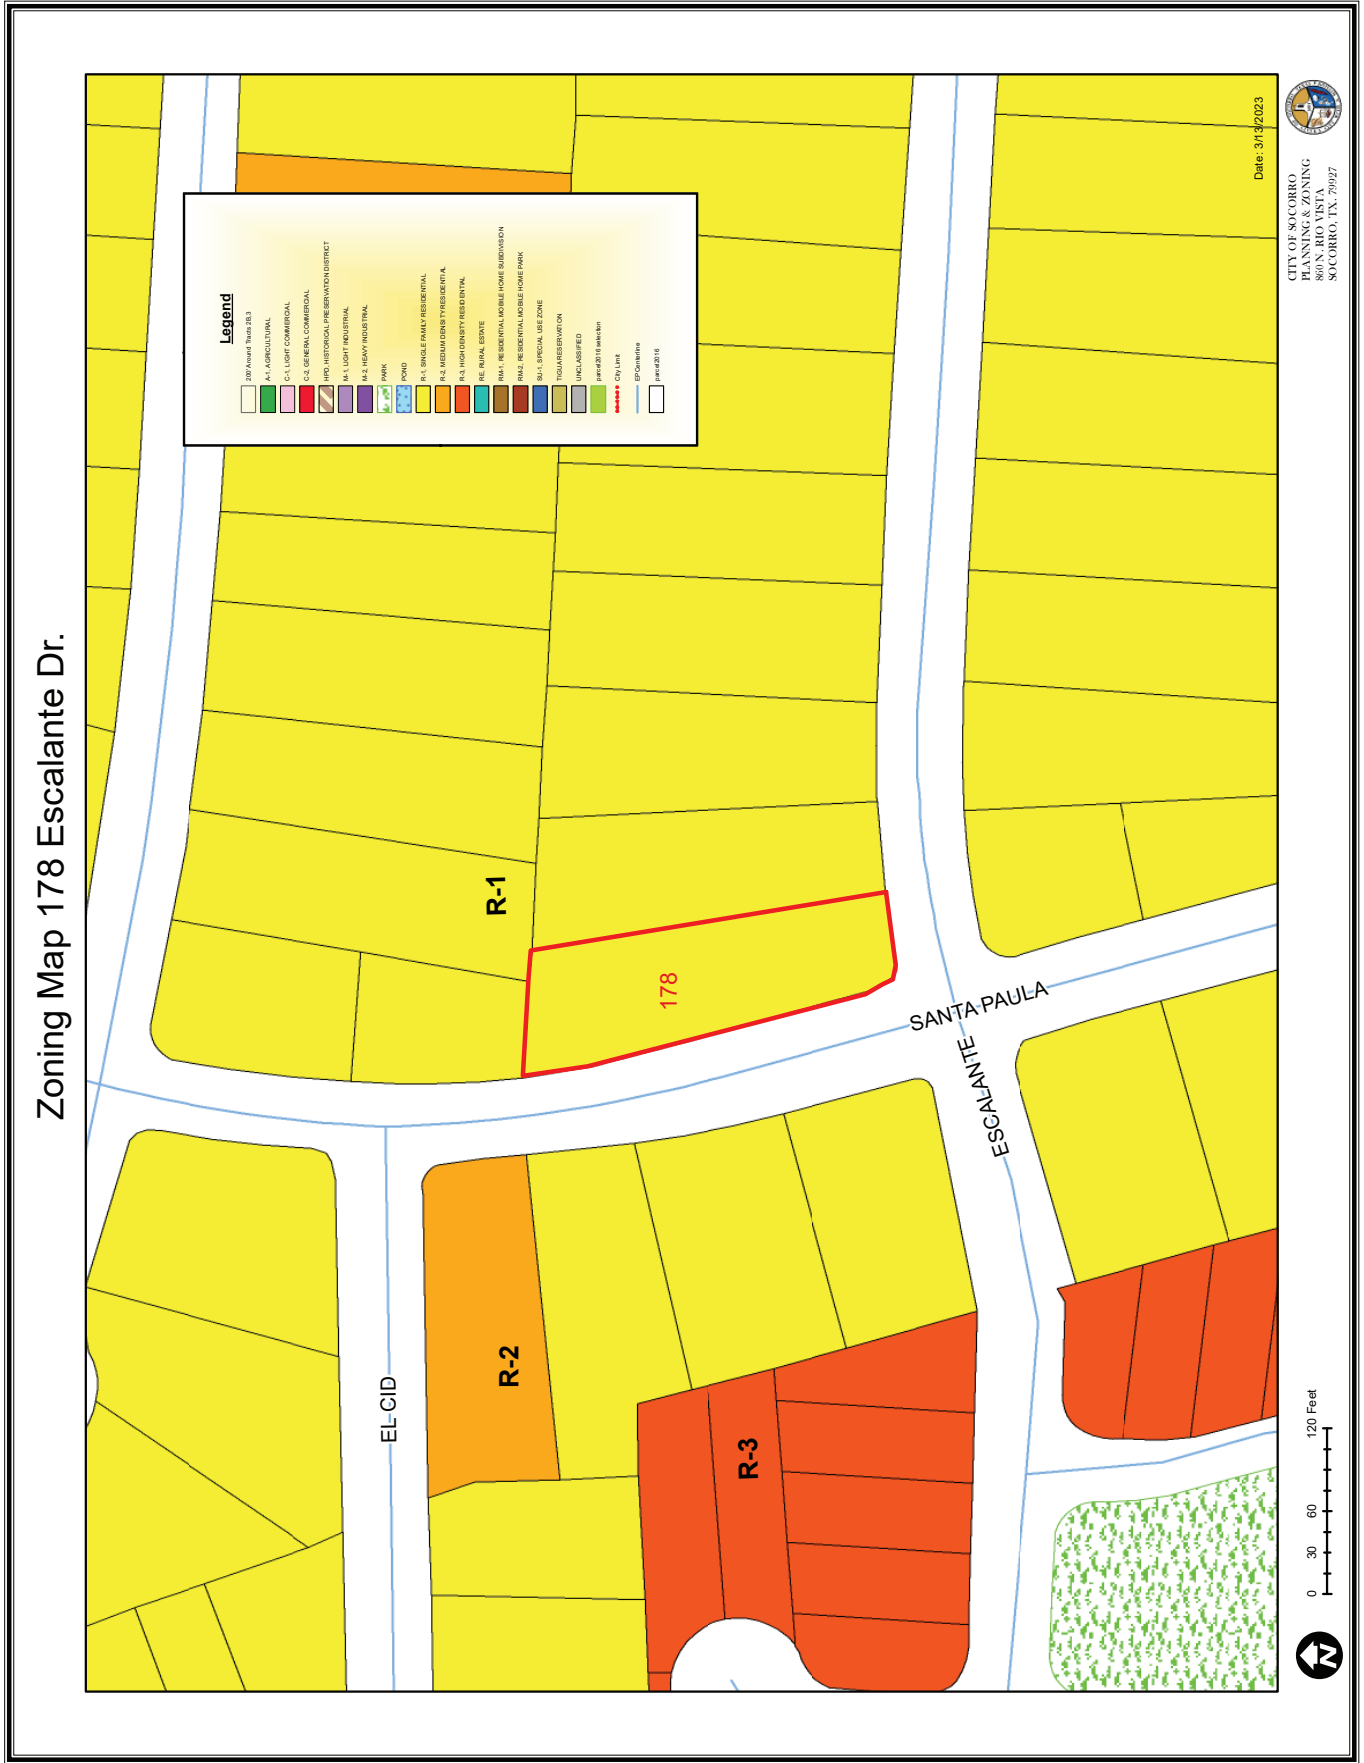 Zoning Map 178 Escalante Dr.
Legend
2007 Around Tracts 2B.3
A-1, AGRICULTURAL
C-1, LIGHT COMMERCIAL
C-2, GENERAL COMMERCIAL
HPD, HISTORICAL PRESERVATION DISTRICT
M-1, LIGHT INDUSTRIAL
M-2, HEAVY INDUSTRIAL
PARK
POND
R-1, SINGLE FAMILY RESIDENTIAL
R-2, MEDIUM DENSITY RESIDENTIAL
R-3, HIGH DENSITY RESIDENTIAL
RE, RURAL ESTATE
RM-1, RESIDENTIAL MOBILE HOME SUBDIVISION
RM-2, RESIDENTIAL MOBILE HOME PARK
SU-1, SPECIAL USE ZONE
TIGUA RESERVATION
UNCLASSIFIED
parcel2016 selection
City Limit
EPCenterline
parcel2016
R-1
178
SANTA PAULA
ESCALANTE
EL CID
R-2
R-3
Date: 3/13/2023
CITY OF SOCORRO
PLANNING & ZONING
860 N. RIO VISTA
SOCORRO, TX. 79927
0 30 60 120 Feet
N